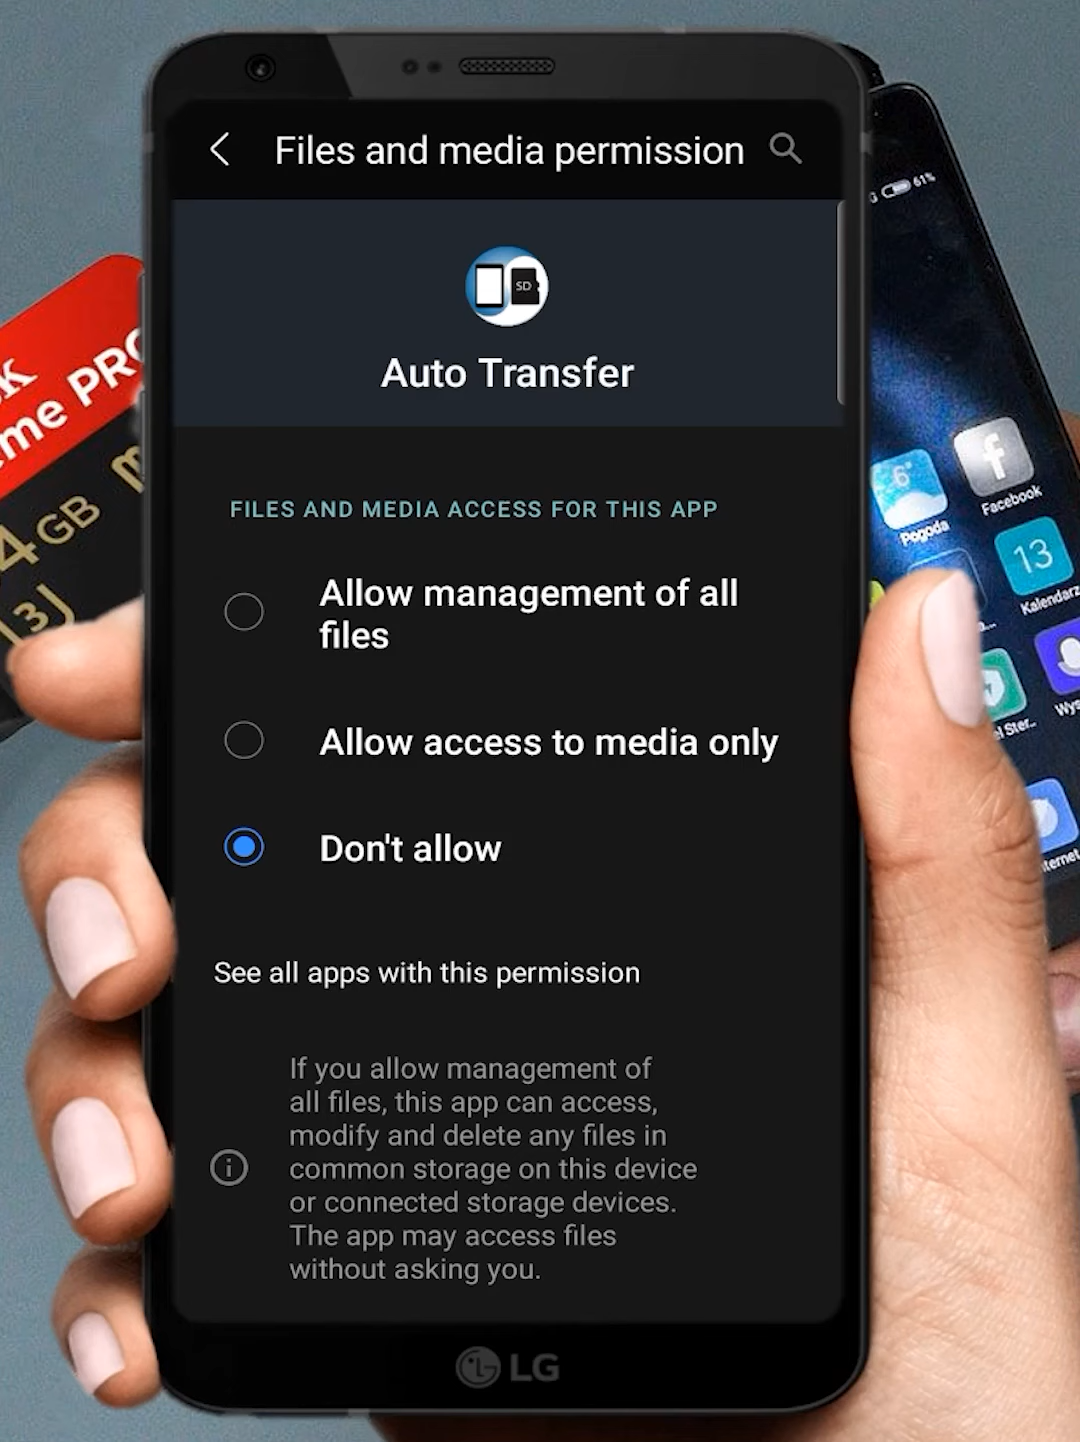 Files and media permission
SD
Auto Transfer
FILES AND MEDIA ACCESS FOR THIS APP
Allow management of all
files
Allow access to media only
Don't allow
See all apps with this permission
If you allow management of
all files, this app can access,
modify and delete any files in
common storage on this device
or connected storage devices.
The app may access files
without asking you.
LG
GB
61%
6°
Pogoda
Facebook
13
Kalendarz